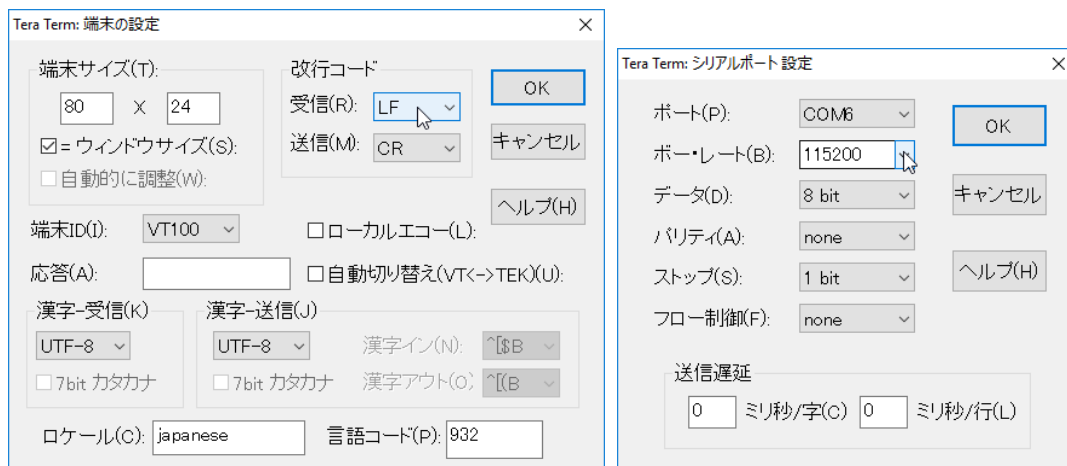 Tera Term: 端末の設定
端末サイズ(T):
80 X 24
=ウィンドウサイズ(S):
自動的に調整(W):
改行コード
受信(R): LF
送信(M): CR
OK
キャンセル
ヘルプ(H)
端末ID(I): VT100
ローカルエコー(L):
応答(A):
自動切り替え(VT<->TEK)(U):
漢字-受信(K)
UTF-8
7bit カタカナ
漢字-送信(J)
UTF-8
7bit カタカナ
漢字イン(N): ^[$B
漢字アウト(O) ^[(B
ロケール(C): japanese
言語コード(P): 932
Tera Term: シリアルポート 設定
ポート(P): COM6
ボー・レート(B): 115200
データ(D): 8 bit
パリティ(A): none
ストップ(S): 1 bit
フロー制御(F): none
OK
キャンセル
ヘルプ(H)
送信遅延
0 ミリ秒/字(C) 0 ミリ秒/行(L)